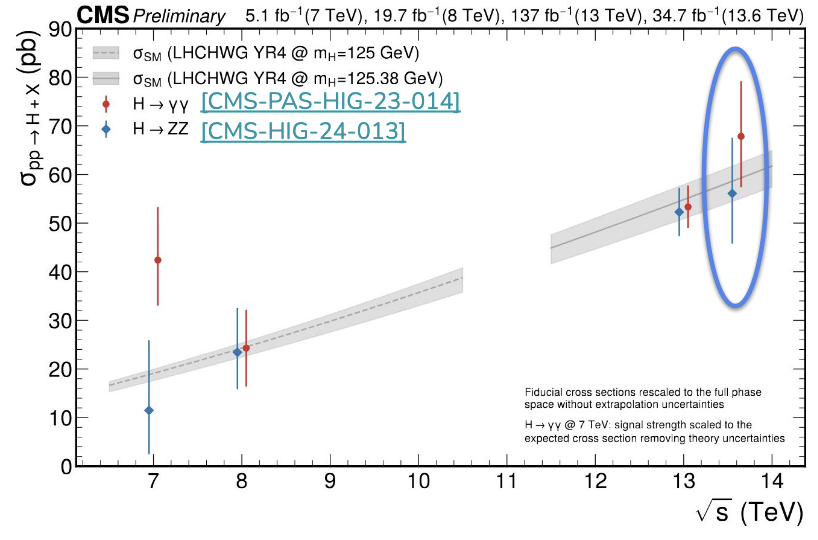 CMS Preliminary 5.1 fb⁻¹(7 TeV), 19.7 fb⁻¹(8 TeV), 137 fb⁻¹(13 TeV), 34.7 fb⁻¹(13.6 TeV)
σpp→H+X (pb)
90
80
70
60
50
40
30
20
10
0
σSM (LHCHWG YR4 @ mH=125 GeV)
σSM (LHCHWG YR4 @ mH=125.38 GeV)
H→γγ [CMS-PAS-HIG-23-014]
H→ZZ [CMS-HIG-24-013]
Fiducial cross sections rescaled to the full phase
space without extrapolation uncertainties
H→γγ @ 7 TeV: signal strength scaled to the
expected cross section removing theory uncertainties
7 8 9 10 11 12 13 14
√s (TeV)